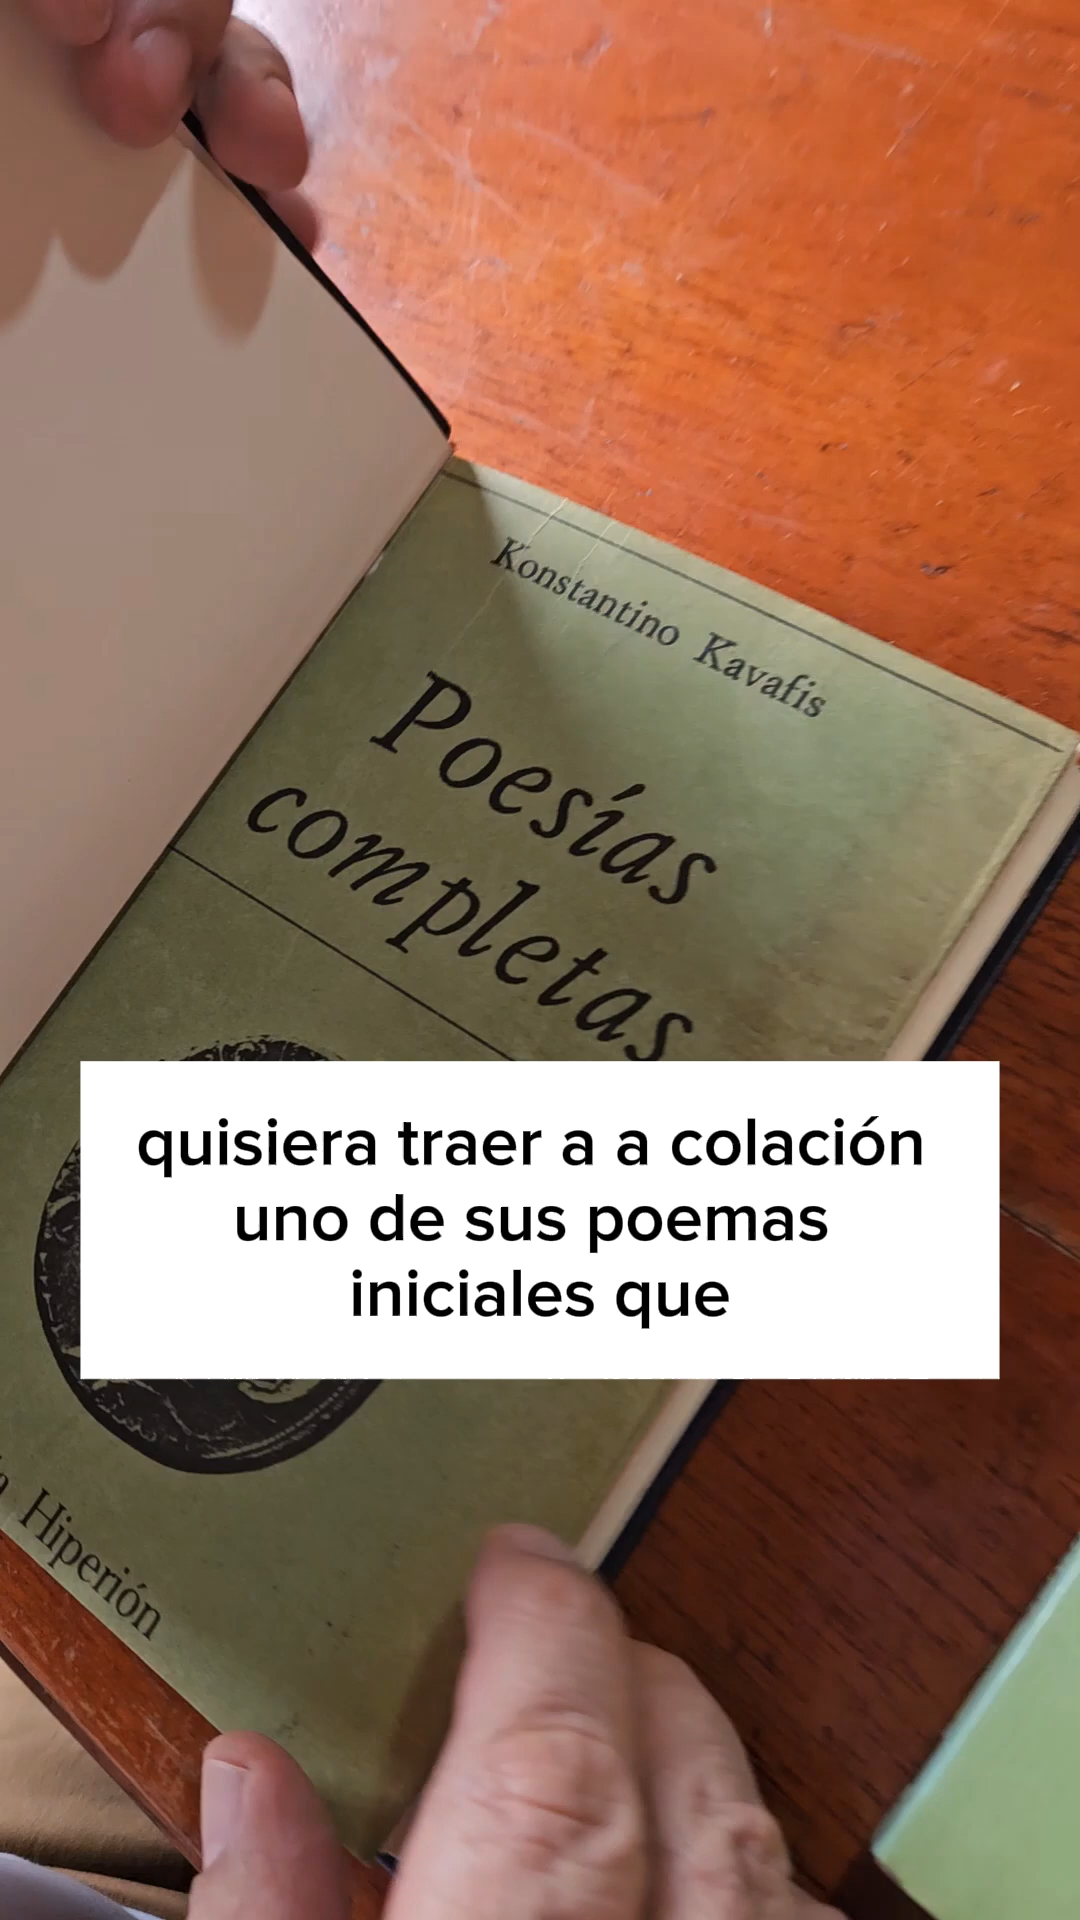 Konstantino Kavafis
Poesías
completas
quisiera traer a a colación
uno de sus poemas
iniciales que
Hiperión